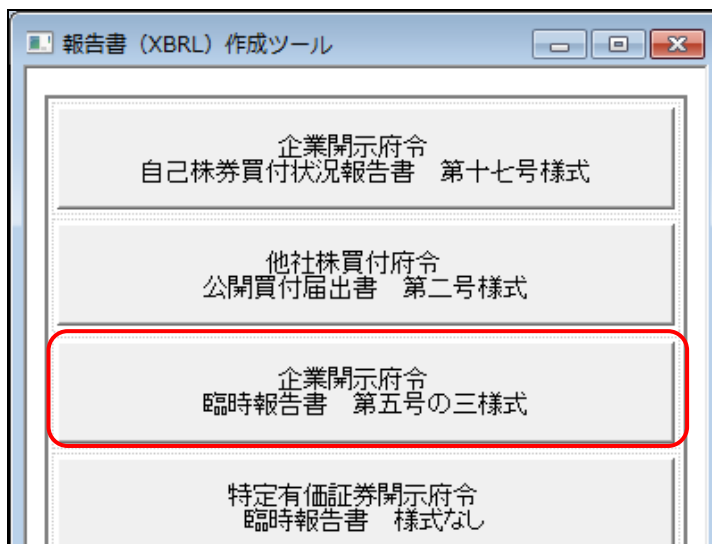 報告書（XBRL）作成ツール
企業開示府令
自己株券買付状況報告書　第十七号様式
他社株買付府令
公開買付届出書　第二号様式
企業開示府令
臨時報告書　第五号の三様式
特定有価証券開示府令
臨時報告書　様式なし